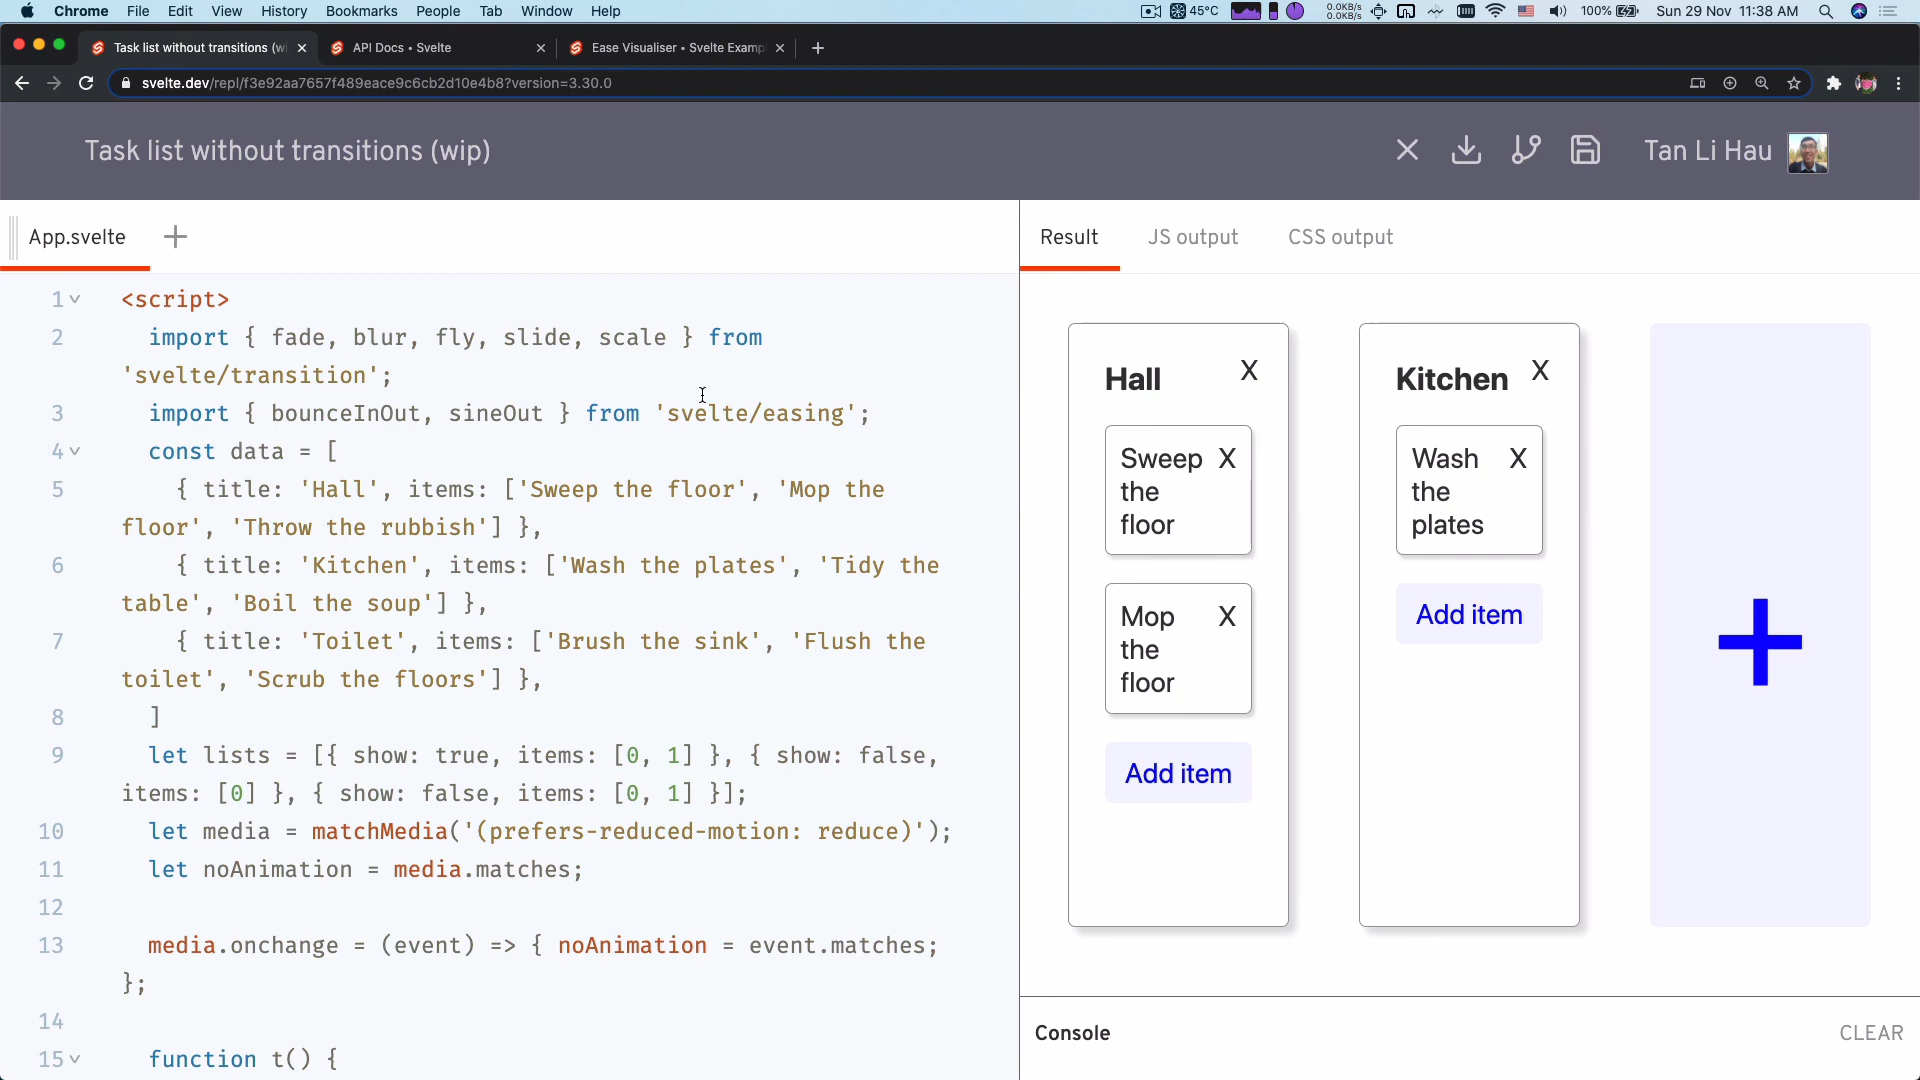 Chrome File Edit View History Bookmarks People Tab Window Help
45°C 0.0KB/s 0.0KB/s 100% Sun 29 Nov 11:38 AM
Task list without transitions (wi
API Docs • Svelte
Ease Visualiser • Svelte Examp
svelte.dev/repl/f3e92aa7657f489eace9c6cb2d10e4b8?version=3.30.0
Task list without transitions (wip)
Tan Li Hau
App.svelte
Result JS output CSS output
1 <script>
2 import { fade, blur, fly, slide, scale } from
'svelte/transition';
3 import { bounceInOut, sineOut } from 'svelte/easing';
4 const data = [
5 { title: 'Hall', items: ['Sweep the floor', 'Mop the
floor', 'Throw the rubbish'] },
6 { title: 'Kitchen', items: ['Wash the plates', 'Tidy the
table', 'Boil the soup'] },
7 { title: 'Toilet', items: ['Brush the sink', 'Flush the
toilet', 'Scrub the floors'] },
8 ]
9 let lists = [{ show: true, items: [0, 1] }, { show: false,
items: [0] }, { show: false, items: [0, 1] }];
10 let media = matchMedia('(prefers-reduced-motion: reduce)');
11 let noAnimation = media.matches;
12
13 media.onchange = (event) => { noAnimation = event.matches;
};
14
15 function t() {
Hall X
Sweep X
the
floor
Mop X
the
floor
Add item
Kitchen X
Wash X
the
plates
Add item
+
Console CLEAR